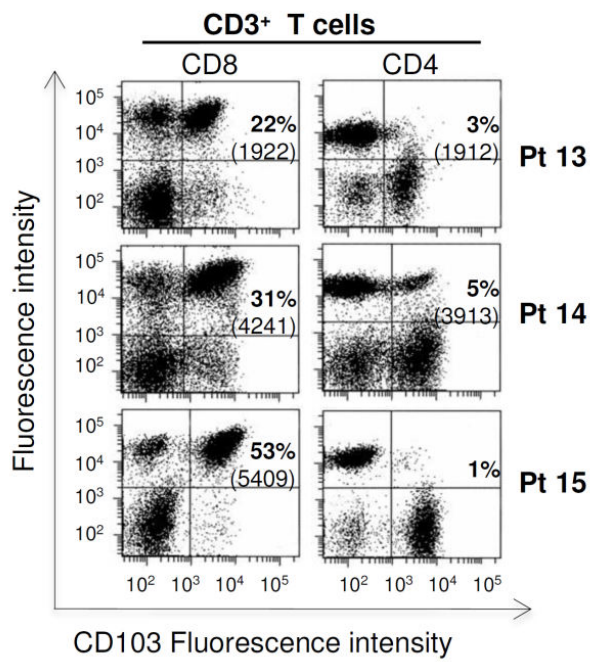 CD3⁺ T cells
CD8 CD4
Fluorescence intensity
10⁵
10⁴
10³
10²
22%
(1922)
3%
(1912)
Pt 13
10⁵
10⁴
10³
10²
31%
(4241)
5%
(3913)
Pt 14
10⁵
10⁴
10³
10²
53%
(5409)
1%
Pt 15
10² 10³ 10⁴ 10⁵ 10² 10³ 10⁴ 10⁵
CD103 Fluorescence intensity